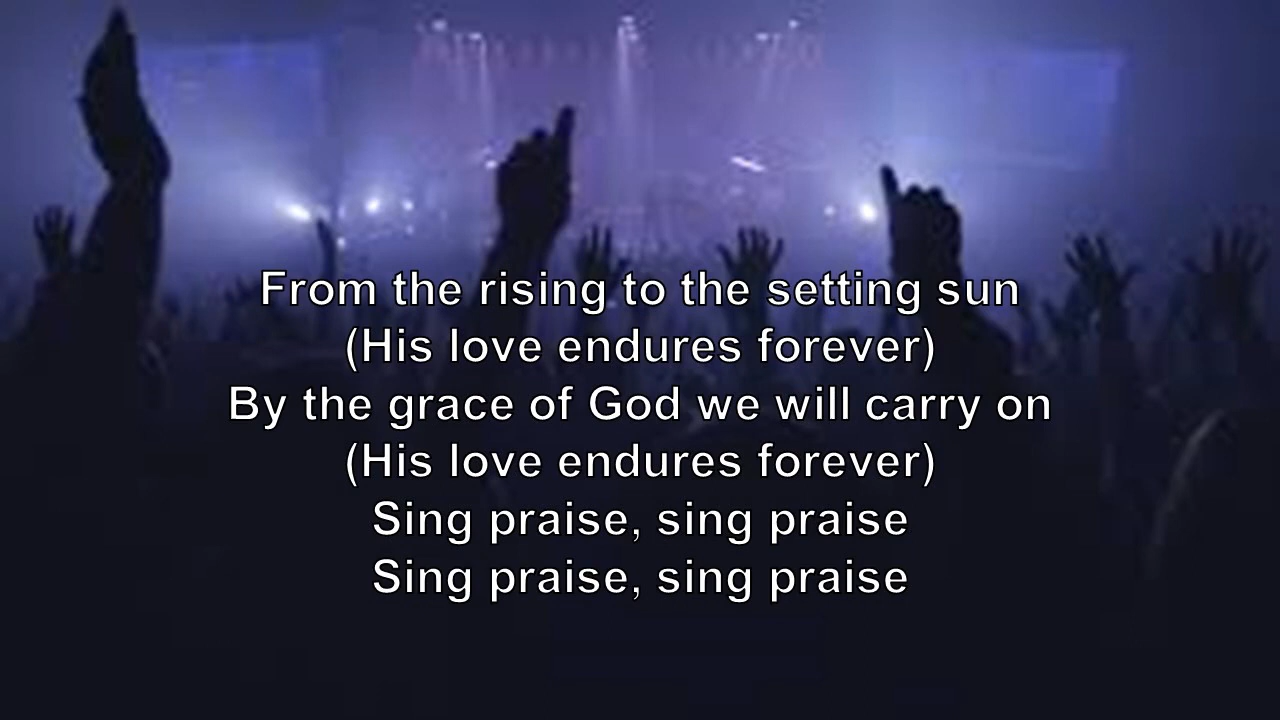 From the rising to the setting sun
(His love endures forever)
By the grace of God we will carry on
(His love endures forever)
Sing praise, sing praise
Sing praise, sing praise